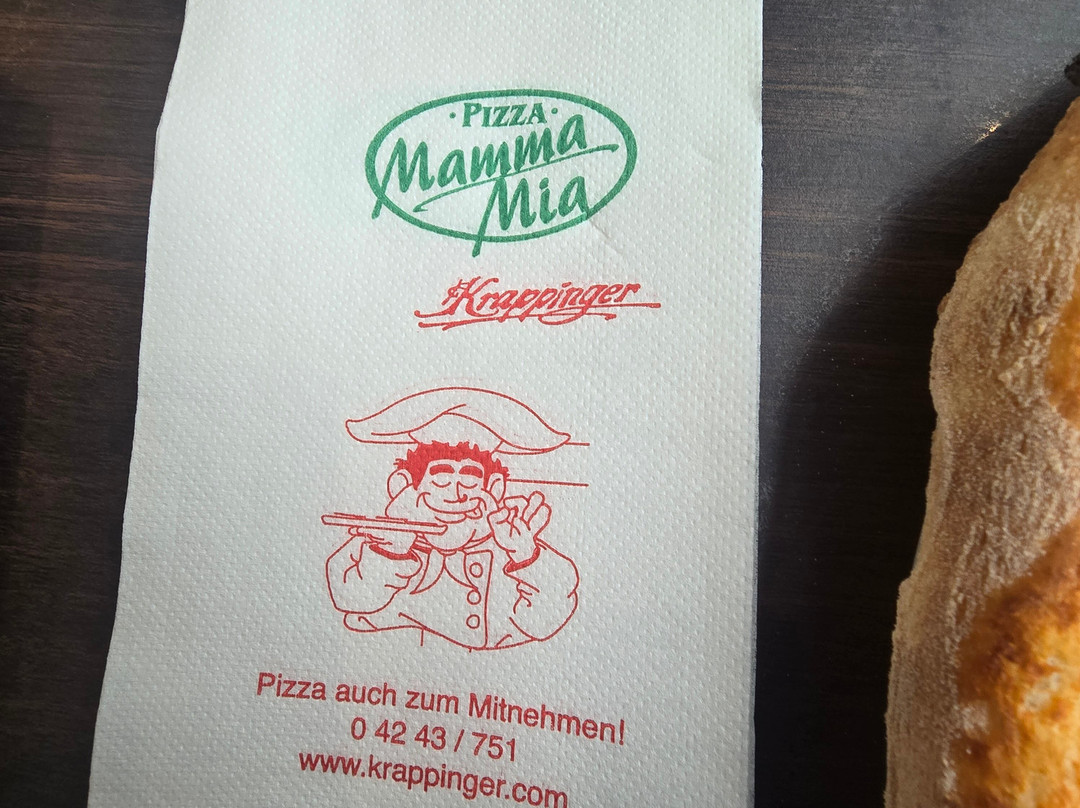 · PIZZA ·
Mamma
Mia
Krappinger
Pizza auch zum Mitnehmen!
0 42 43 / 751
www.krappinger.com